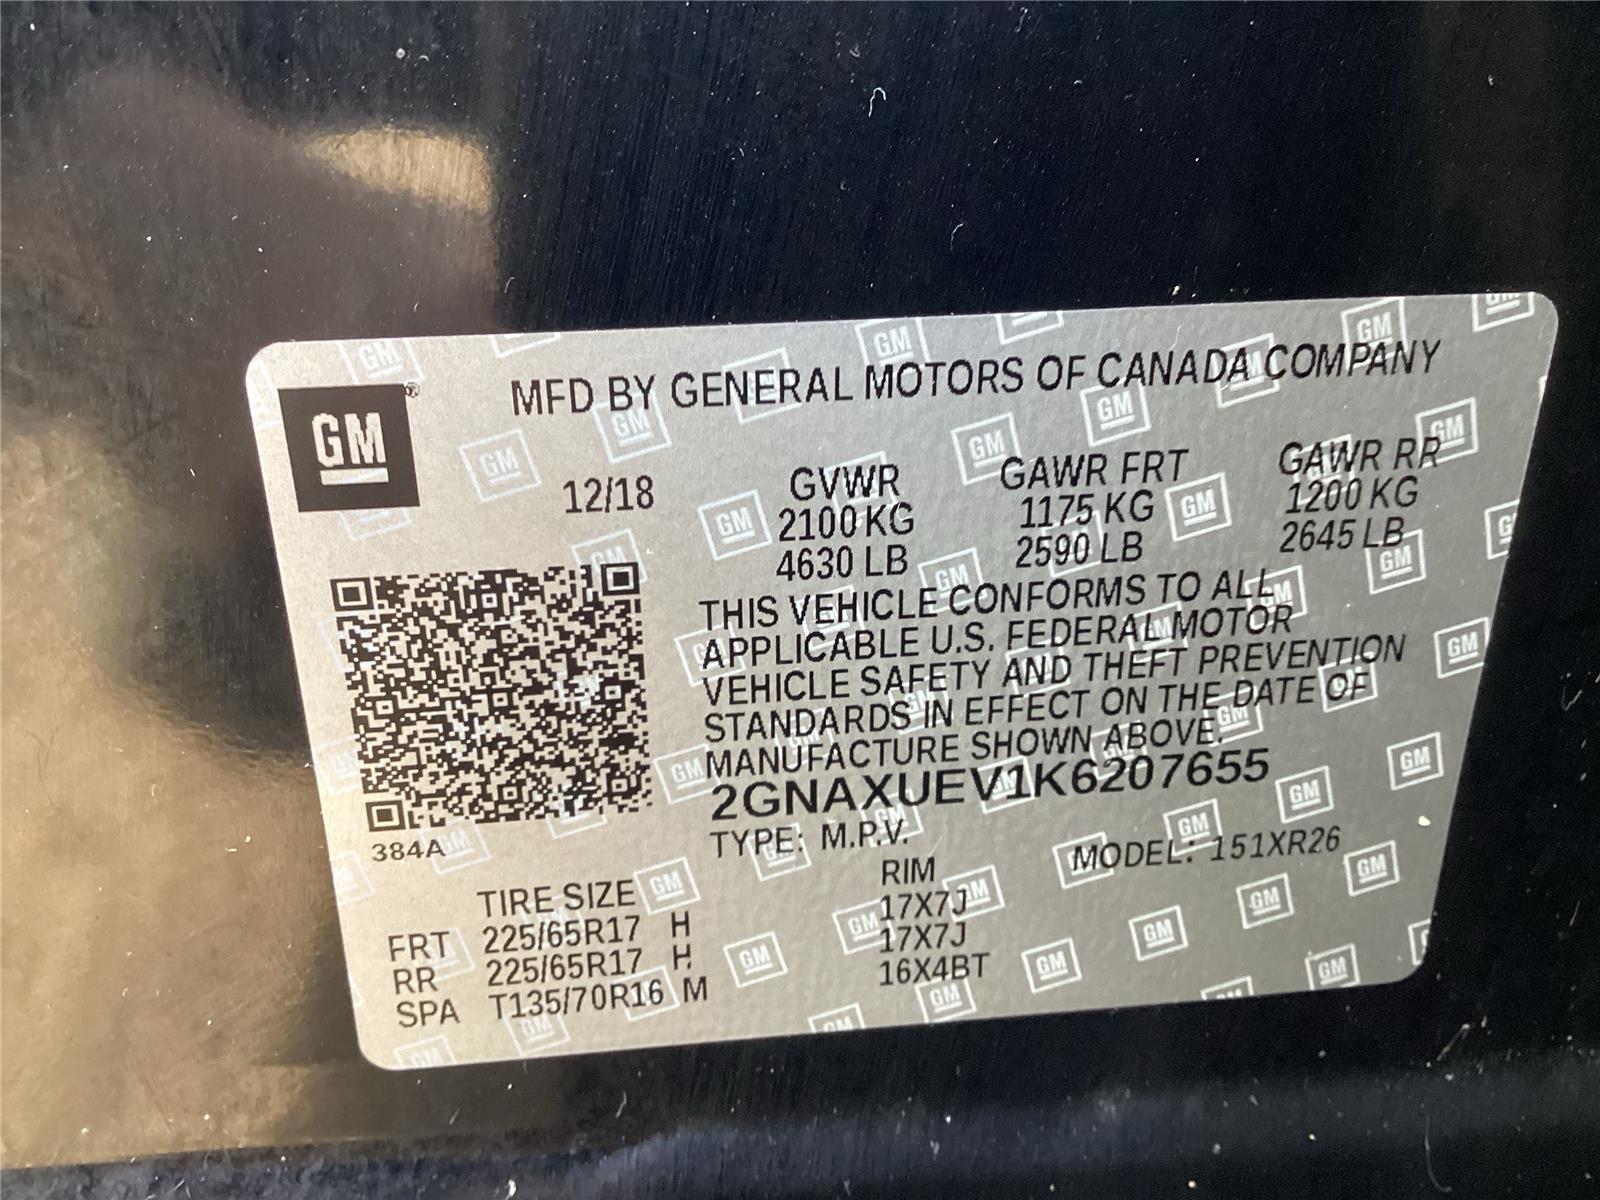 GM
MFD BY GENERAL MOTORS OF CANADA COMPANY
12/18
GVWR GAWR FRT GAWR RR
2100 KG 1175 KG 1200 KG
4630 LB 2590 LB 2645 LB
THIS VEHICLE CONFORMS TO ALL
APPLICABLE U.S. FEDERAL MOTOR
VEHICLE SAFETY AND THEFT PREVENTION
STANDARDS IN EFFECT ON THE DATE OF
MANUFACTURE SHOWN ABOVE.
2GNAXUEV1K6207655
384A
TYPE: M.P.V. MODEL: 151XR26
TIRE SIZE RIM
FRT 225/65R17 H 17X7J
RR 225/65R17 H 17X7J
SPA T135/70R16 M 16X4BT